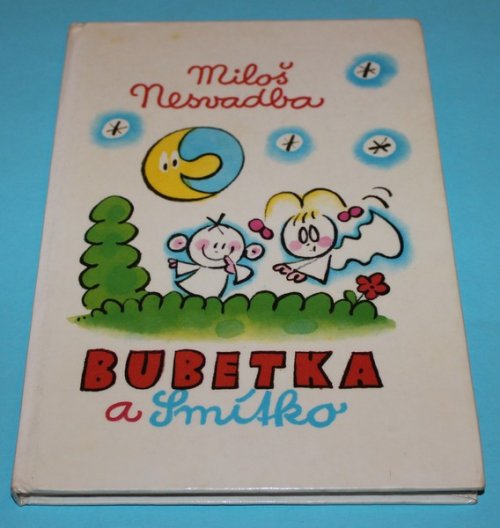 Miloš
Nesvadba
BUBETKA
a Smítko